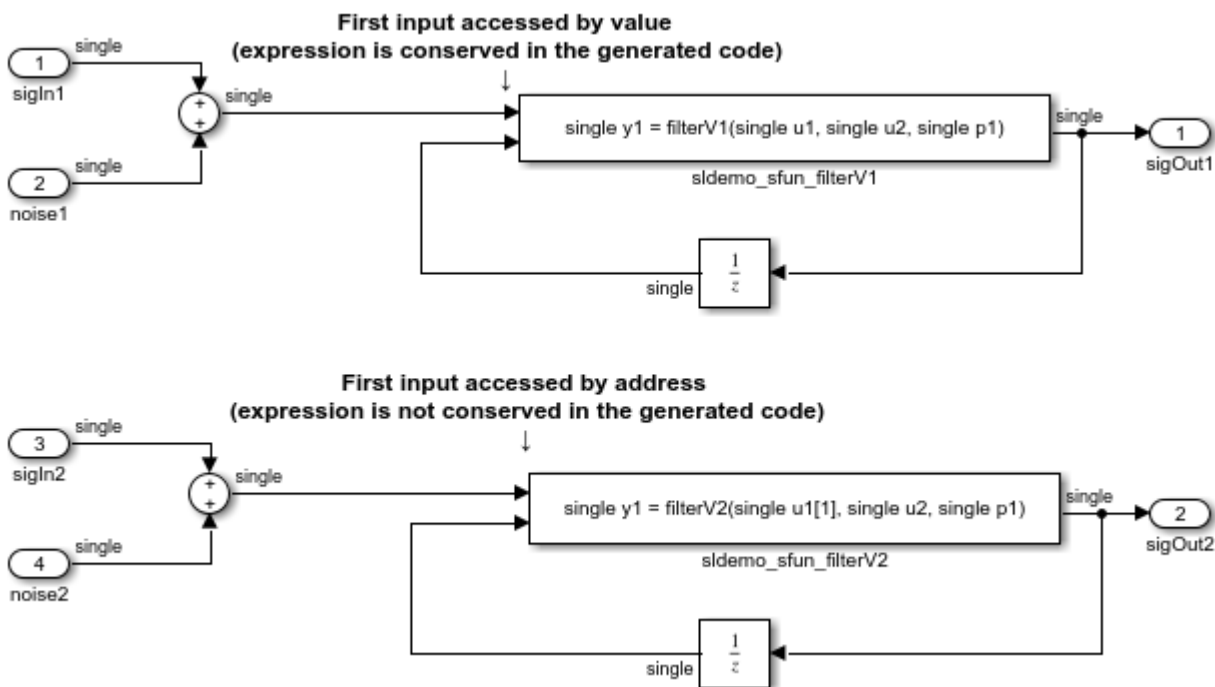 First input accessed by value
(expression is conserved in the generated code)
↓
1
single
sigIn1
+
+
single
2
single
noise1
single y1 = filterV1(single u1, single u2, single p1)
sldemo_sfun_filterV1
single
1
sigOut1
1
z
single
First input accessed by address
(expression is not conserved in the generated code)
↓
3
single
sigIn2
+
+
single
4
single
noise2
single y1 = filterV2(single u1[1], single u2, single p1)
sldemo_sfun_filterV2
single
2
sigOut2
1
z
single